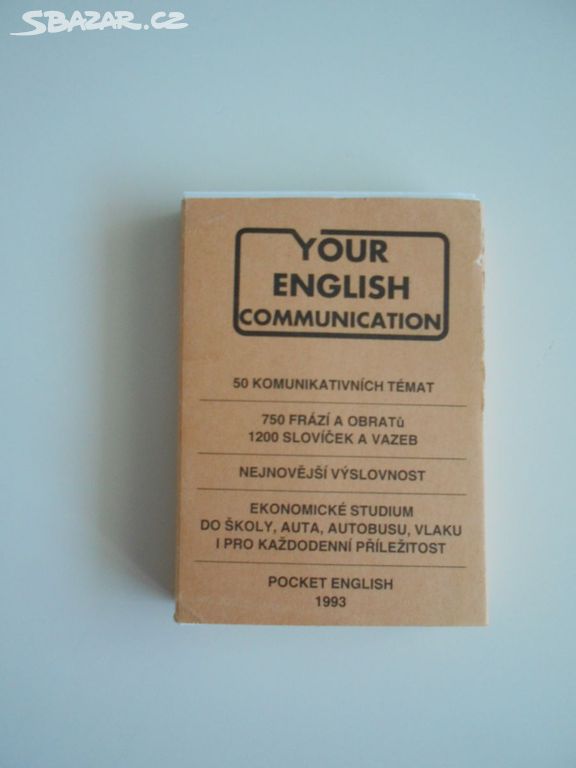 SBAZAR.CZ
YOUR
ENGLISH
COMMUNICATION
50 KOMUNIKATIVNÍCH TÉMAT
750 FRÁZÍ A OBRATů
1200 SLOVÍČEK A VAZEB
NEJNOVĚJŠÍ VÝSLOVNOST
EKONOMICKÉ STUDIUM
DO ŠKOLY, AUTA, AUTOBUSU, VLAKU
I PRO KAŽDODENNÍ PŘÍLEŽITOST
POCKET ENGLISH
1993